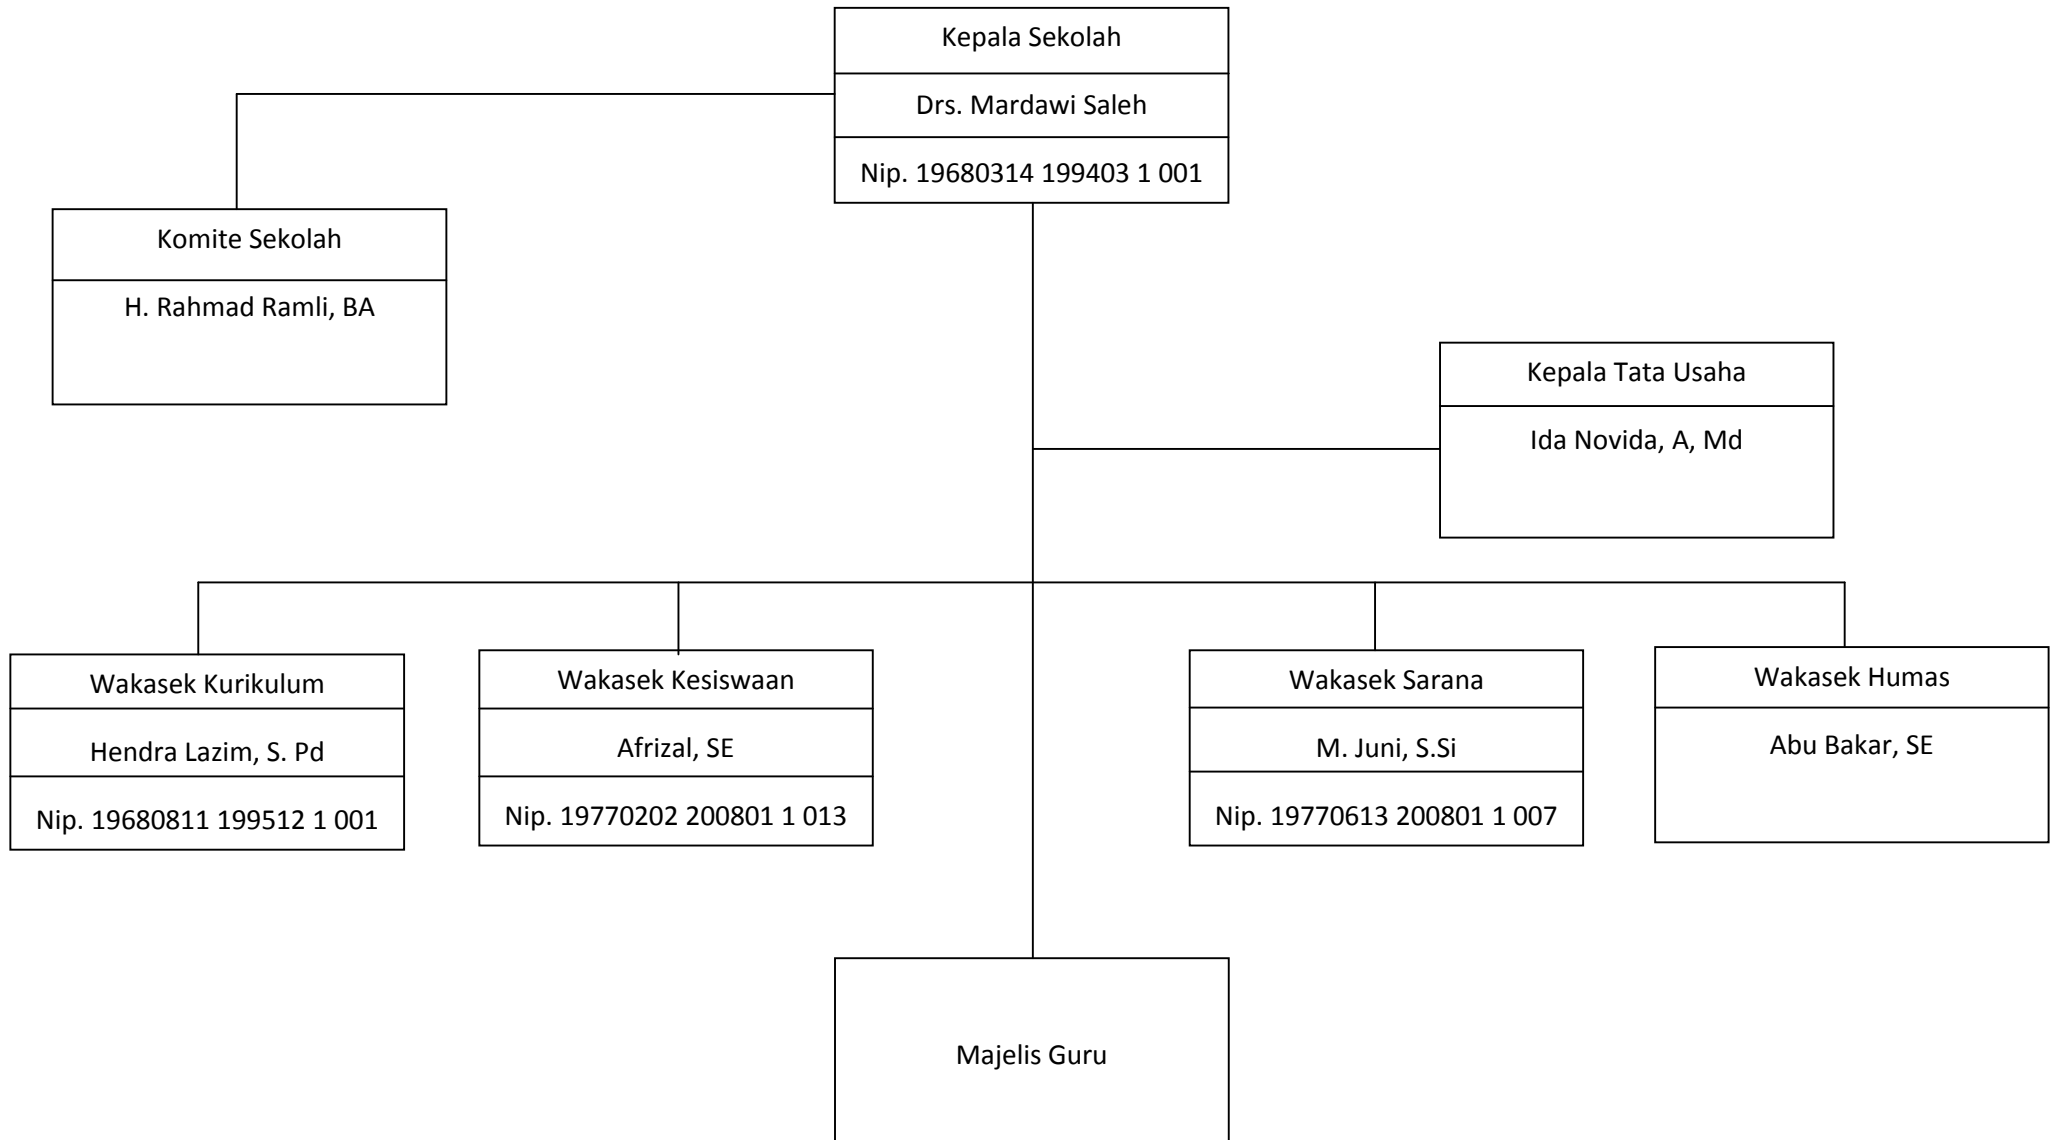 Kepala Sekolah
Drs. Mardawi Saleh
Nip. 19680314 199403 1 001
Komite Sekolah
H. Rahmad Ramli, BA
Kepala Tata Usaha
Ida Novida, A, Md
Wakasek Kurikulum
Hendra Lazim, S. Pd
Nip. 19680811 199512 1 001
Wakasek Kesiswaan
Afrizal, SE
Nip. 19770202 200801 1 013
Wakasek Sarana
M. Juni, S.Si
Nip. 19770613 200801 1 007
Wakasek Humas
Abu Bakar, SE
Majelis Guru